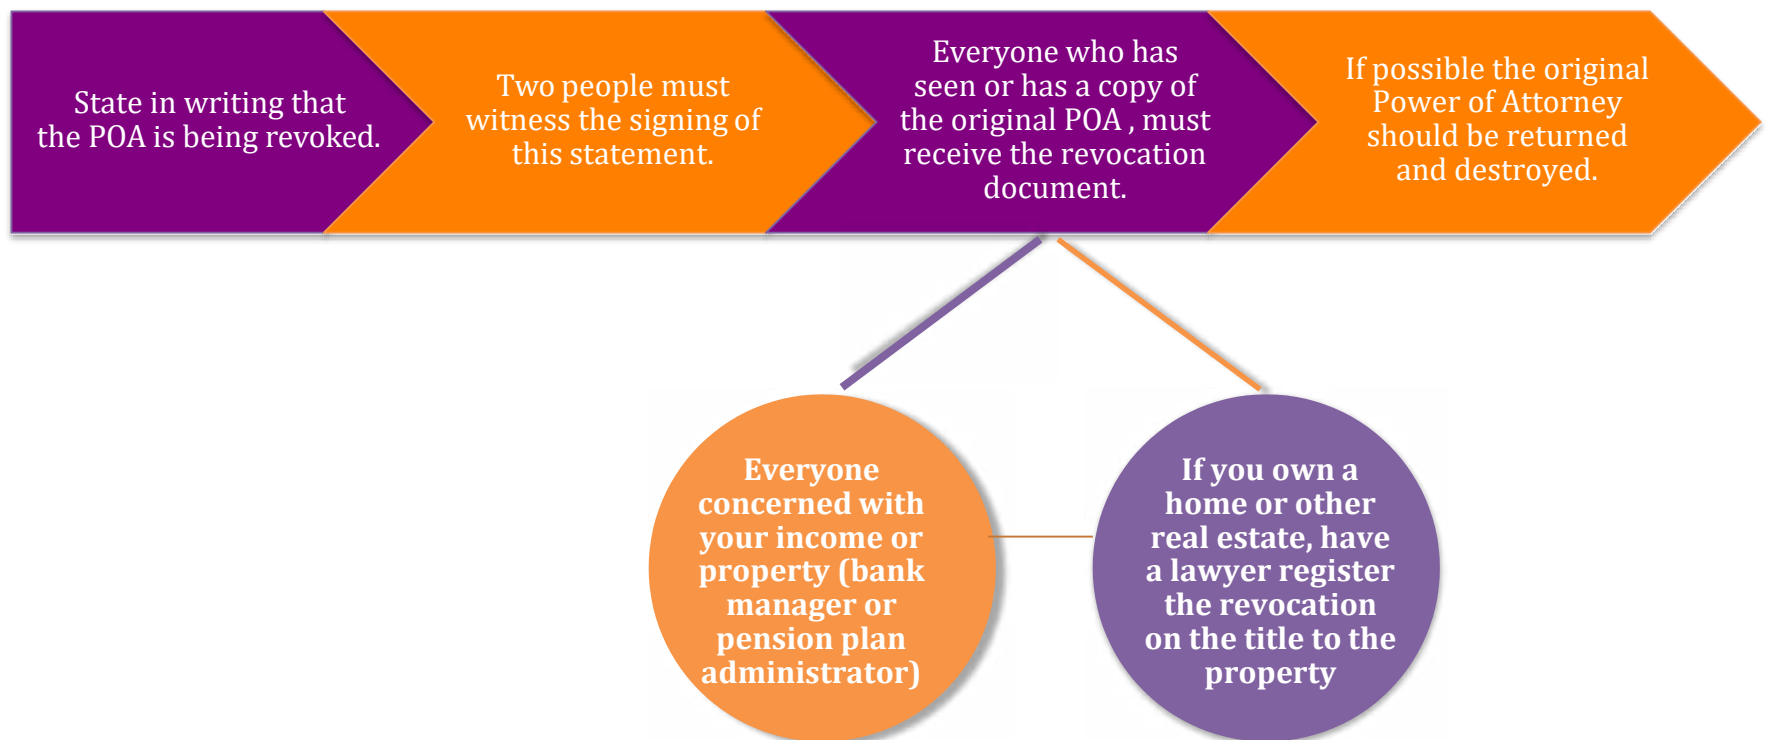 State in writing that
the POA is being revoked.
Two people must
witness the signing of
this statement.
Everyone who has
seen or has a copy of
the original POA , must
receive the revocation
document.
If possible the original
Power of Attorney
should be returned
and destroyed.
Everyone
concerned with
your income or
property (bank
manager or
pension plan
administrator)
If you own a
home or other
real estate, have
a lawyer register
the revocation
on the title to the
property